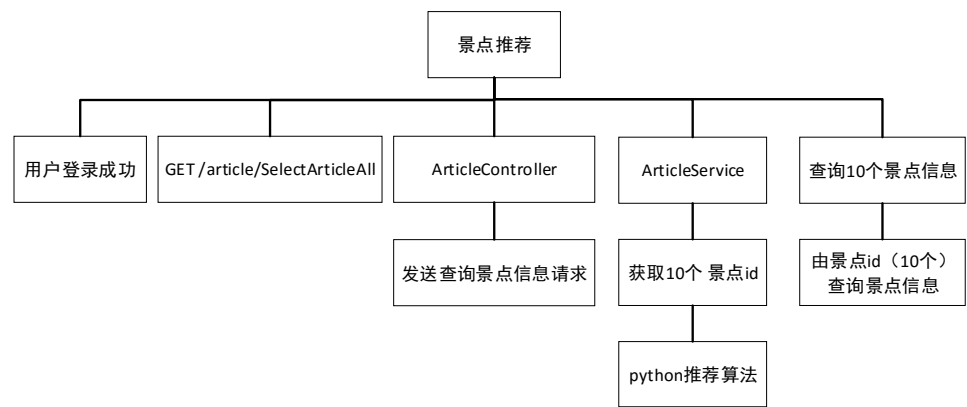 景点推荐
用户登录成功
GET /article/SelectArticleAll
ArticleController
ArticleService
查询10个景点信息
发送查询景点信息请求
获取10个 景点id
由景点id（10个）
查询景点信息
python推荐算法